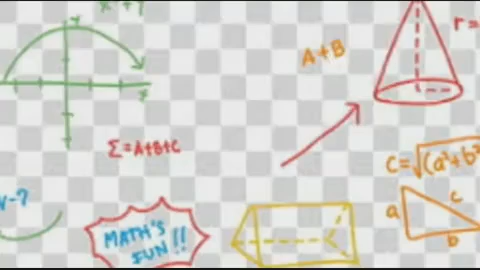 y
x
A+B
r=
Σ=A+B+C
C=√(a²+b²
a
c
b
MATH'S
FUN!!